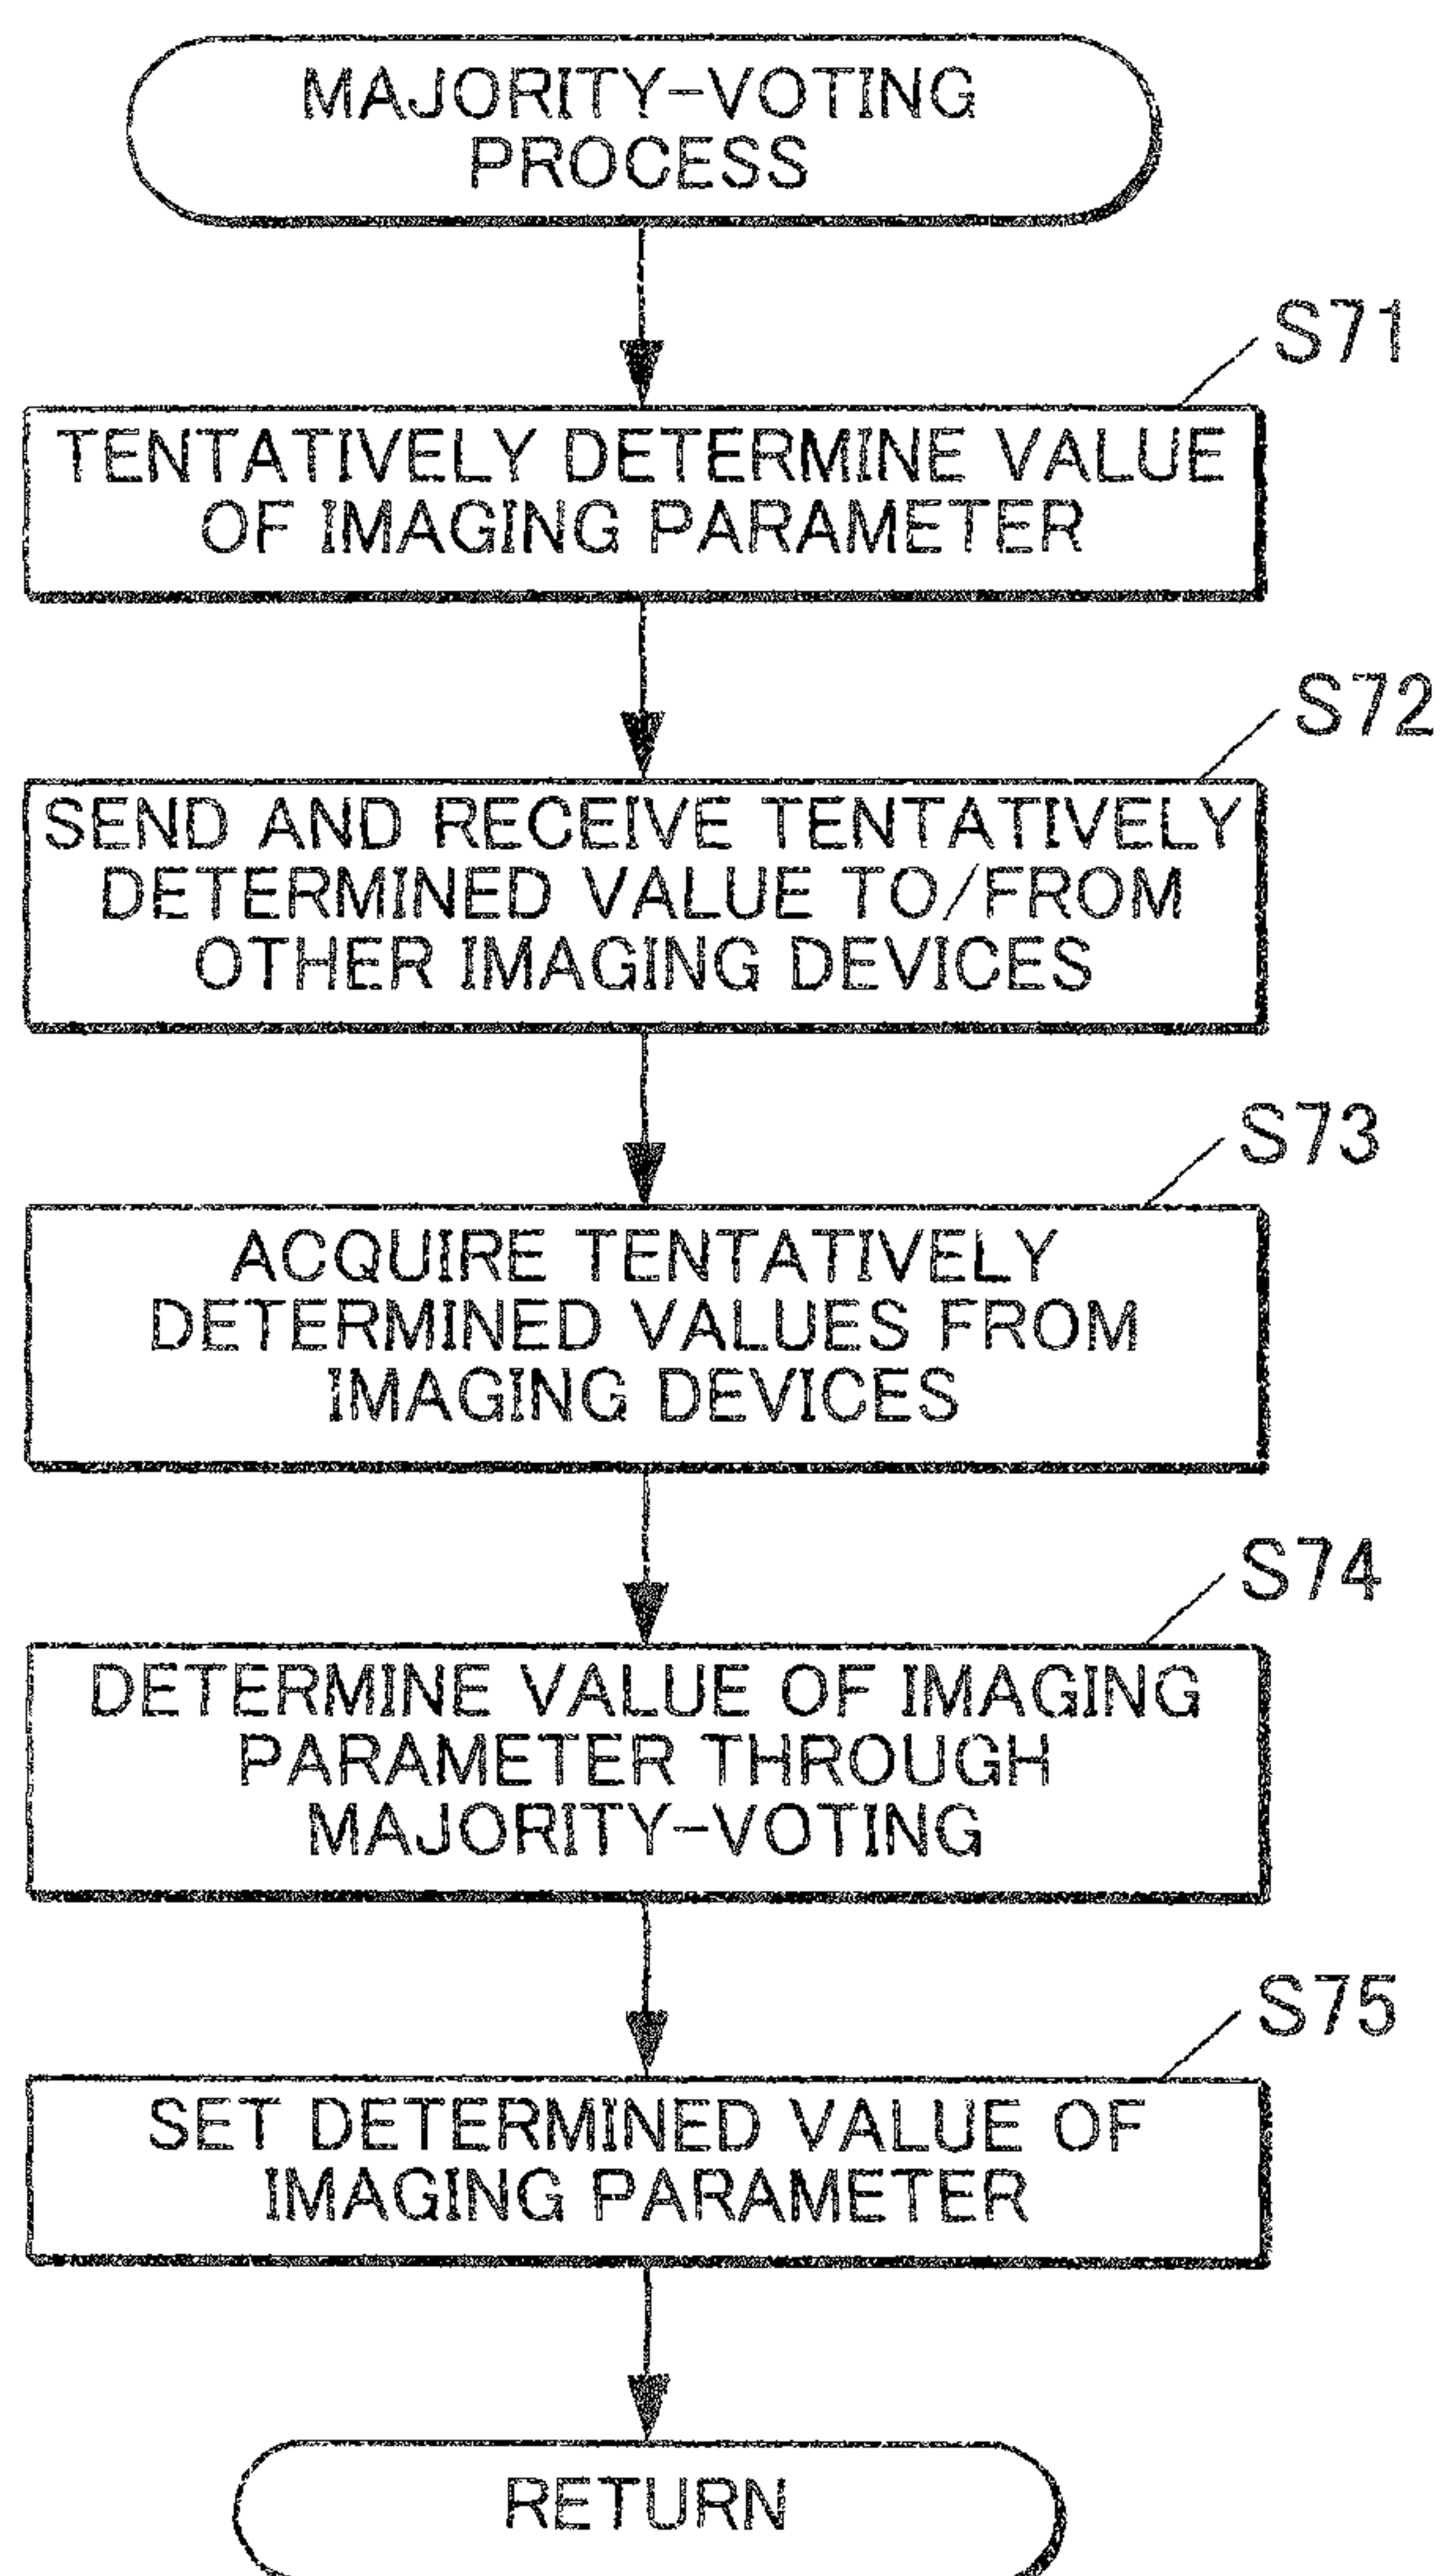 MAJORITY-VOTING
PROCESS
S71
TENTATIVELY DETERMINE VALUE
OF IMAGING PARAMETER
S72
SEND AND RECEIVE TENTATIVELY
DETERMINED VALUE TO/FROM
OTHER IMAGING DEVICES
S73
ACQUIRE TENTATIVELY
DETERMINED VALUES FROM
IMAGING DEVICES
S74
DETERMINE VALUE OF IMAGING
PARAMETER THROUGH
MAJORITY-VOTING
S75
SET DETERMINED VALUE OF
IMAGING PARAMETER
RETURN